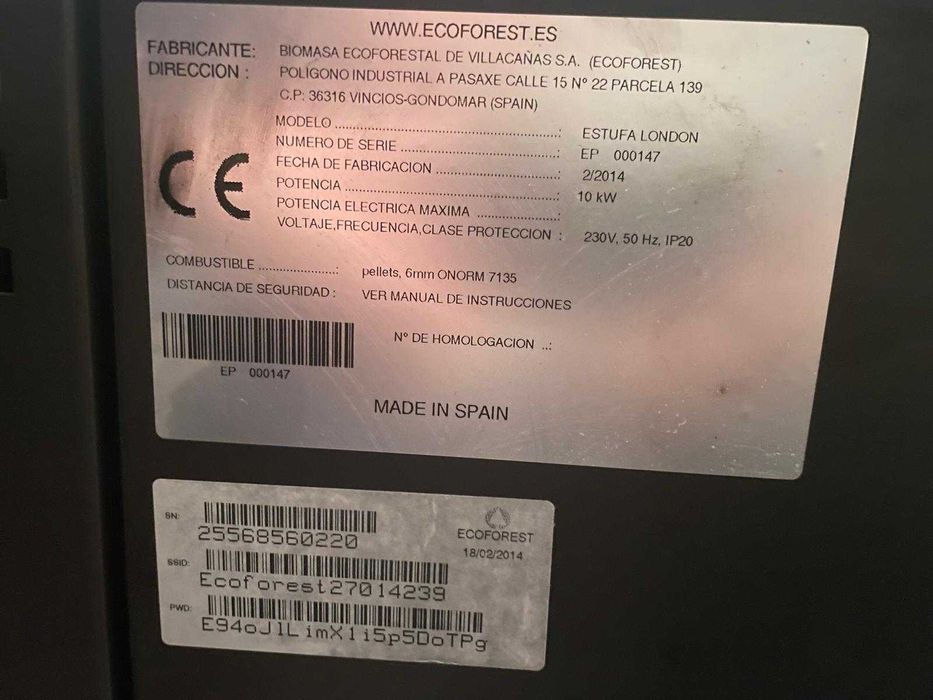 WWW.ECOFOREST.ES
FABRICANTE: BIOMASA ECOFORESTAL DE VILLACAÑAS S.A. (ECOFOREST)
DIRECCION : POLIGONO INDUSTRIAL A PASAXE CALLE 15 Nº 22 PARCELA 139
C.P: 36316 VINCIOS-GONDOMAR (SPAIN)
MODELO ...................................................: ESTUFA LONDON
NUMERO DE SERIE ...................................: EP 000147
FECHA DE FABRICACION ...........................: 2/2014
POTENCIA ................................................: 10 kW
POTENCIA ELECTRICA MAXIMA ..................:
VOLTAJE,FRECUENCIA,CLASE PROTECCION : 230V, 50 Hz, IP20
CE
COMBUSTIBLE ......................: pellets, 6mm ONORM 7135
DISTANCIA DE SEGURIDAD : VER MANUAL DE INSTRUCCIONES
Nº DE HOMOLOGACION ..:
EP 000147
MADE IN SPAIN
SN:
25568560220
ECOFOREST
18/02/2014
SSID:
Ecoforest27014239
PWD:
E94oJlLimX1i5p5DoTPg